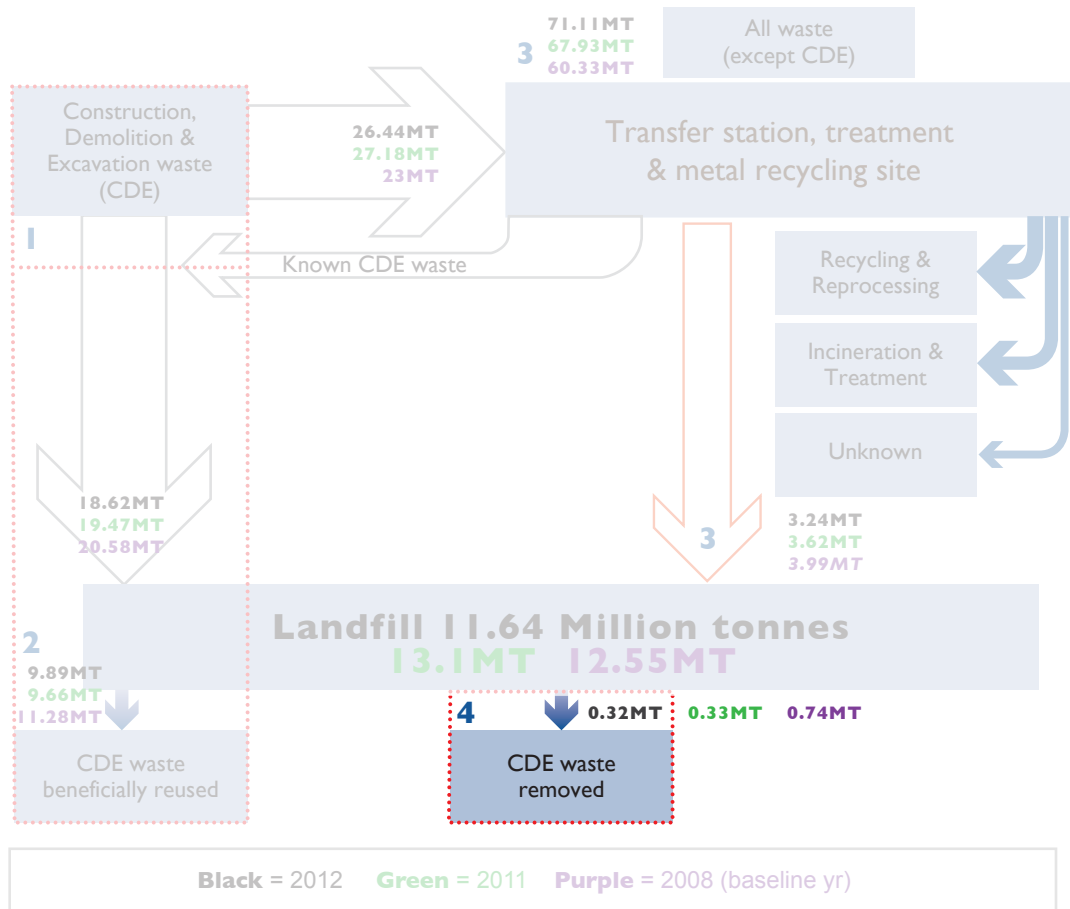 71.11MT
67.93MT
60.33MT
3
All waste
(except CDE)
Construction,
Demolition &
Excavation waste
(CDE)
26.44MT
27.18MT
23MT
Transfer station, treatment
& metal recycling site
1
Known CDE waste
Recycling &
Reprocessing
Incineration &
Treatment
Unknown
18.62MT
19.47MT
20.58MT
3
3.24MT
3.62MT
3.99MT
Landfill 11.64 Million tonnes
13.1MT 12.55MT
2
9.89MT
9.66MT
11.28MT
4
0.32MT 0.33MT 0.74MT
CDE waste
beneficially reused
CDE waste
removed
Black = 2012 Green = 2011 Purple = 2008 (baseline yr)